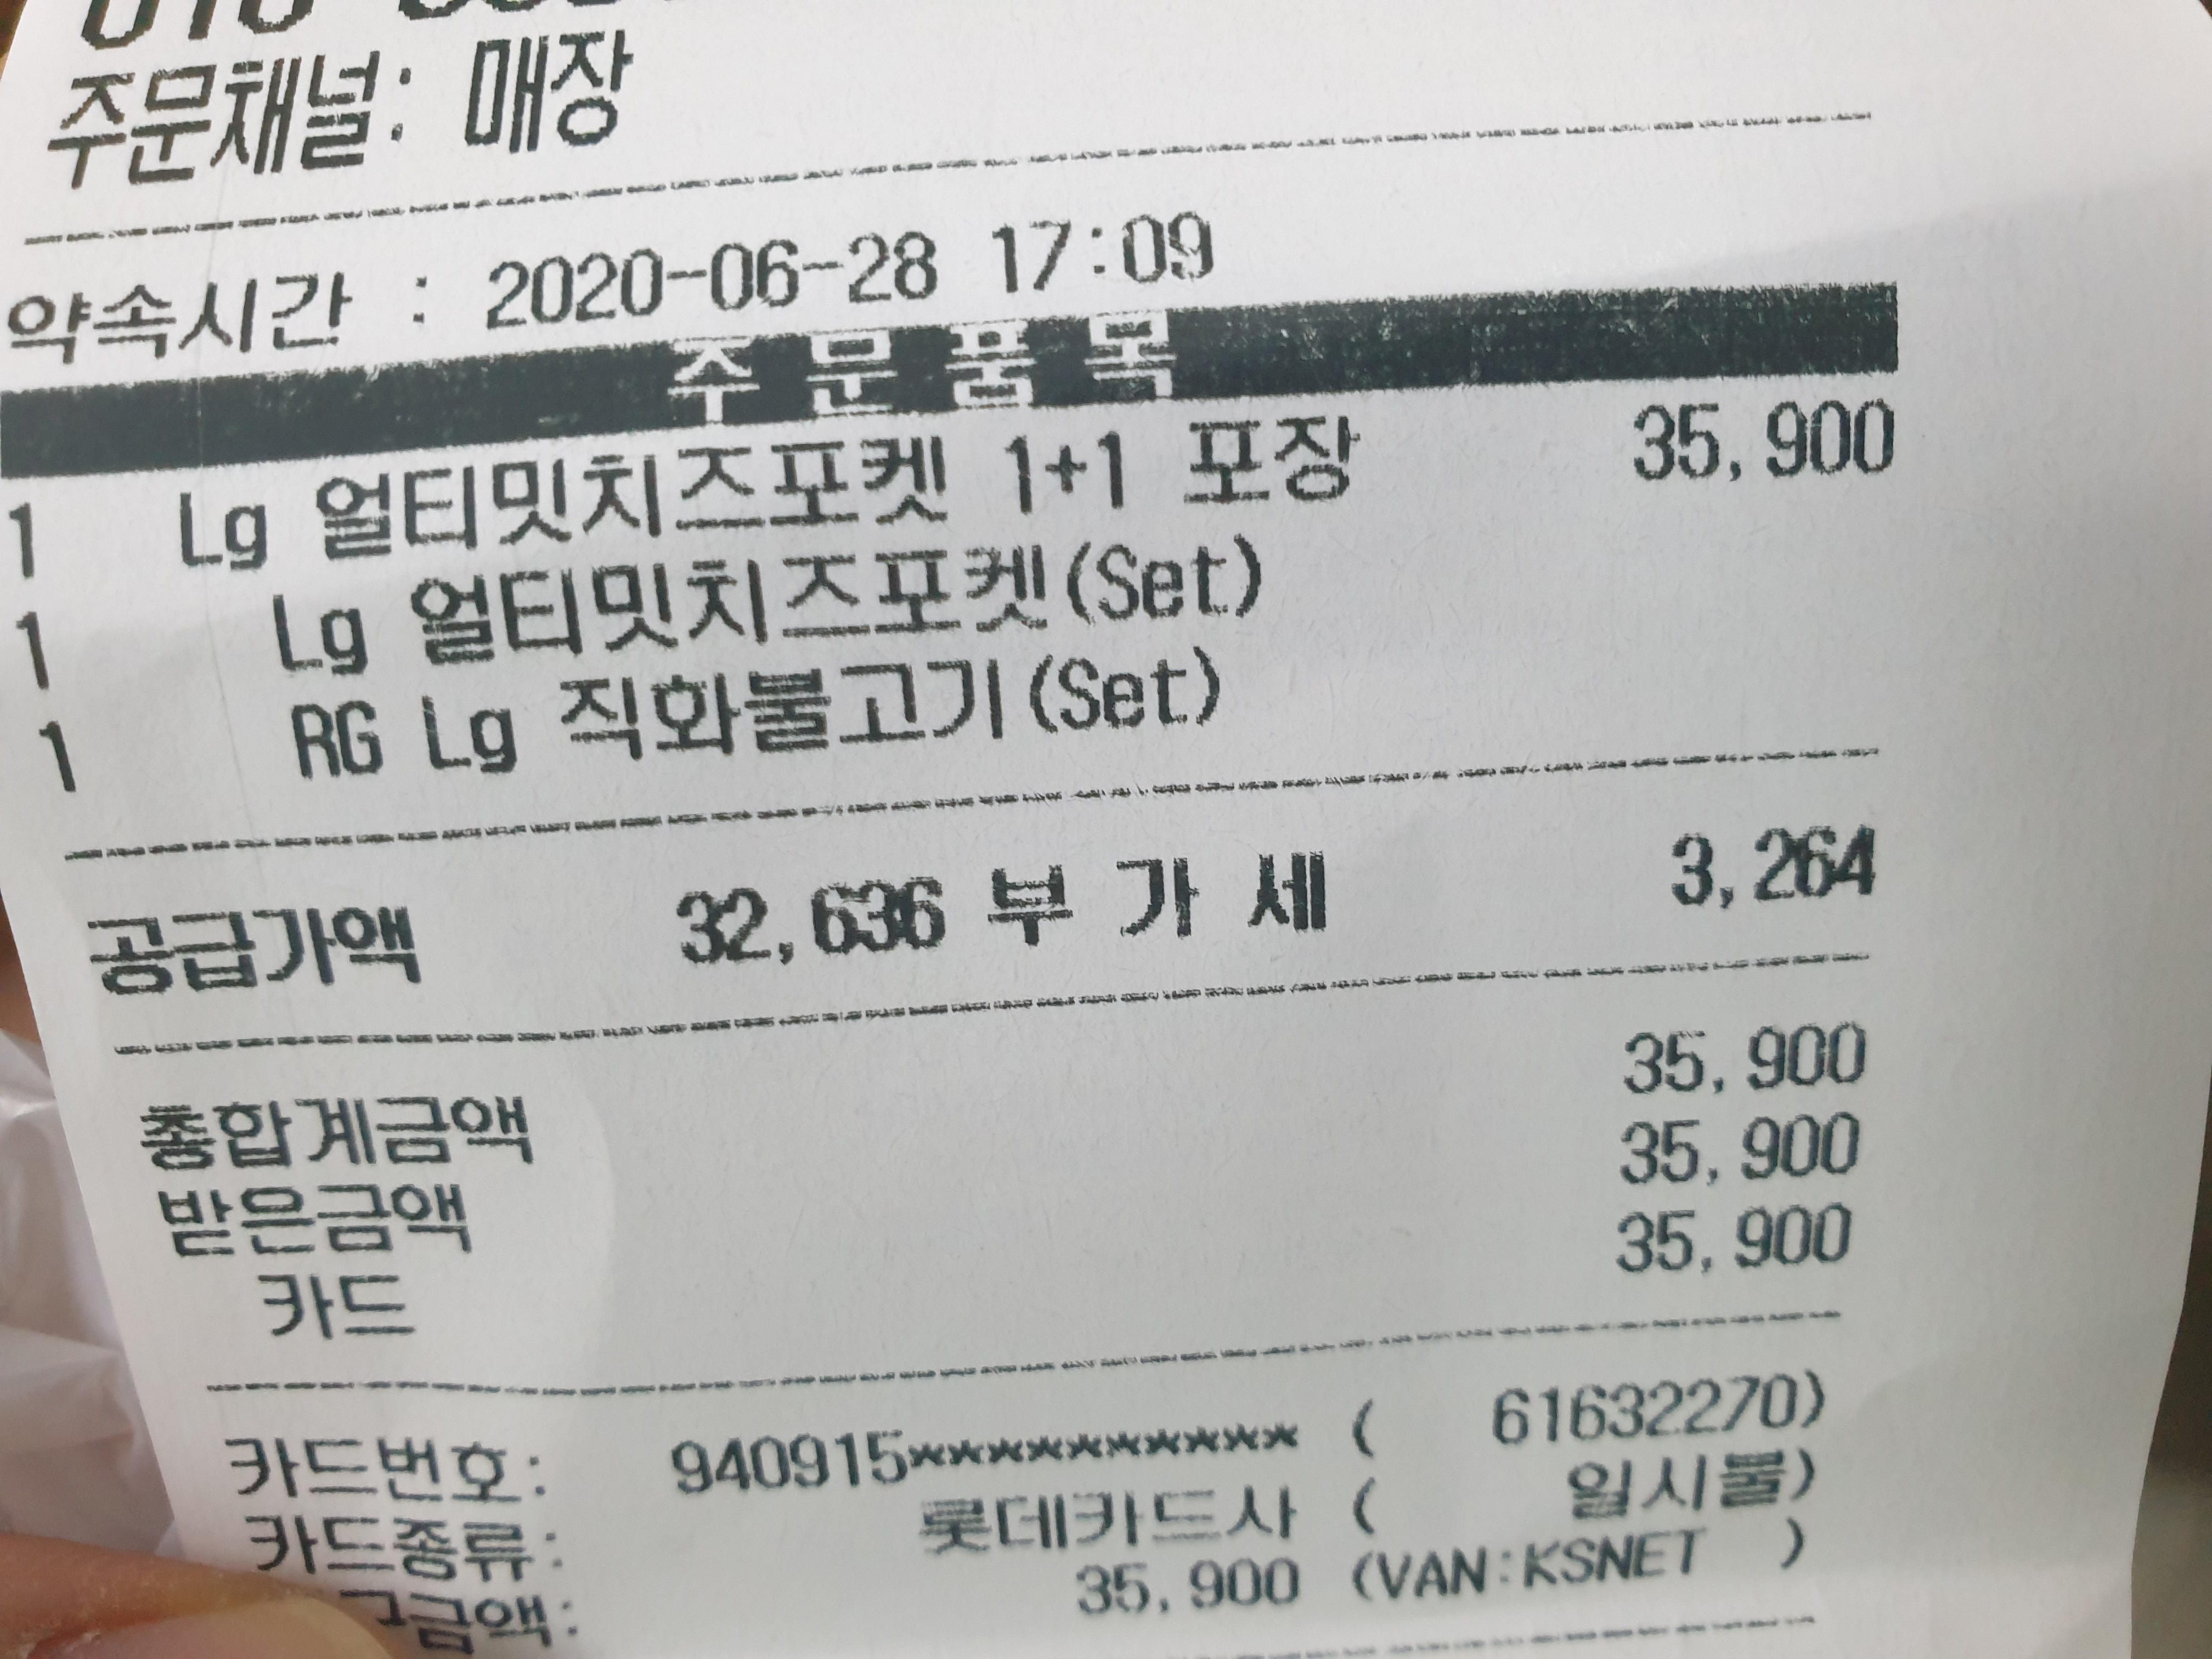 주문채널: 매장
약속시간 : 2020-06-28 17:09
주 문 품 목
1 Lg 얼티밋치즈포켓 1+1 포장 35,900
1 Lg 얼티밋치즈포켓(Set)
1 RG Lg 직화불고기(Set)
공급가액 32,636 부 가 세 3,264
총합계금액 35,900
받은금액 35,900
카드 35,900
카드번호: 940915********** ( 61632270)
카드종류: 롯데카드사 ( 일시불)
금액: 35,900 (VAN:KSNET )